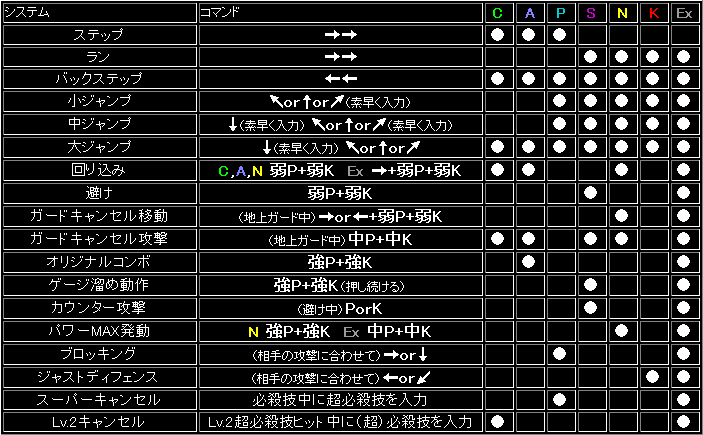 システム コマンド C A P S N K Ex
ステップ →→ ● ● ●
ラン →→ ● ● ● ●
バックステップ ←← ● ● ● ● ● ● ●
小ジャンプ ↖or↑or↗(素早く入力) ● ● ● ● ●
中ジャンプ ↓(素早く入力) ↖or↑or↗(素早く入力) ● ● ● ● ●
大ジャンプ ↓(素早く入力) ↖or↑or↗ ● ● ● ● ● ● ●
回り込み C,A,N 弱P+弱K Ex →+弱P+弱K ● ● ● ●
避け 弱P+弱K ● ●
ガードキャンセル移動 (地上ガード中)→or←+弱P+弱K ● ●
ガードキャンセル攻撃 (地上ガード中)中P+中K ● ● ● ● ●
オリジナルコンボ 強P+強K ● ●
ゲージ溜め動作 強P+強K(押し続ける) ● ●
カウンター攻撃 (避け中)PorK ● ●
パワーMAX発動 N 強P+強K Ex 中P+中K ● ●
ブロッキング (相手の攻撃に合わせて)→or↓ ● ●
ジャストディフェンス (相手の攻撃に合わせて)←or↙ ● ●
スーパーキャンセル 必殺技中に超必殺技を入力 ● ●
Lv.2キャンセル Lv.2超必殺技ヒット中に(超)必殺技を入力 ● ●